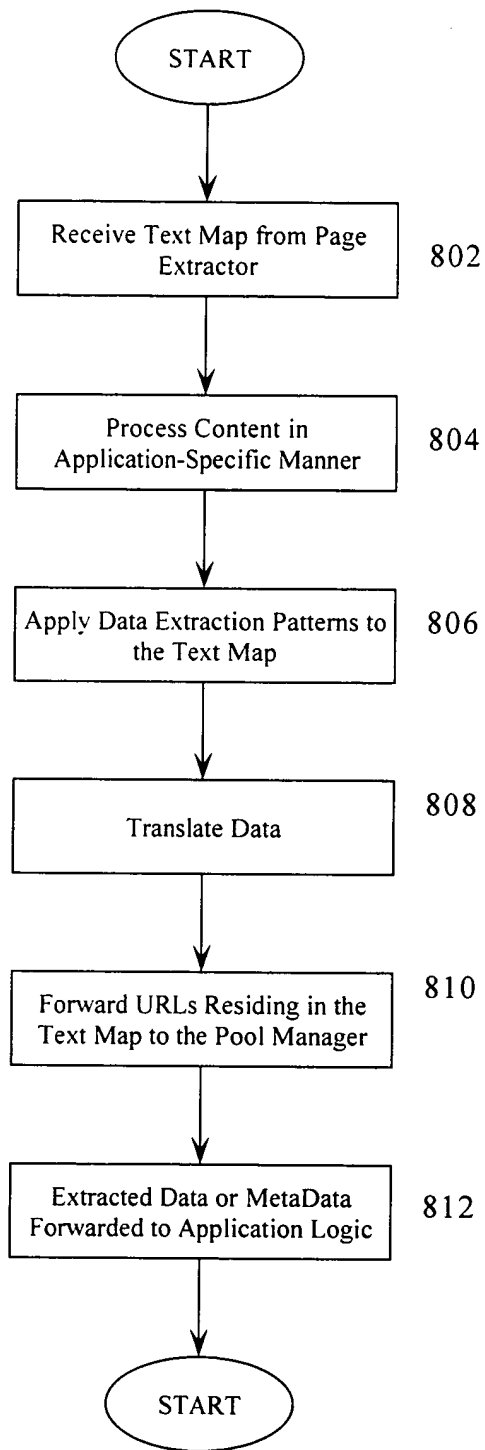 START
Receive Text Map from Page
Extractor
802
Process Content in
Application-Specific Manner
804
Apply Data Extraction Patterns to
the Text Map
806
Translate Data
808
Forward URLs Residing in the
Text Map to the Pool Manager
810
Extracted Data or MetaData
Forwarded to Application Logic
812
START